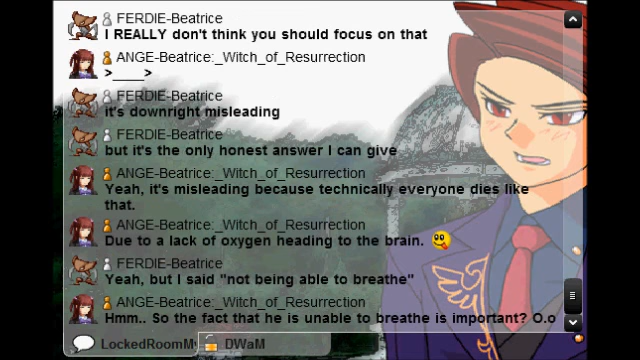 FERDIE-Beatrice
I REALLY don't think you should focus on that
ANGE-Beatrice:_Witch_of_Resurrection
>____>
FERDIE-Beatrice
it's downright misleading
FERDIE-Beatrice
but it's the only honest answer I can give
ANGE-Beatrice:_Witch_of_Resurrection
Yeah, it's misleading because technically everyone dies like
that.
ANGE-Beatrice:_Witch_of_Resurrection
Due to a lack of oxygen heading to the brain.
FERDIE-Beatrice
Yeah, but I said "not being able to breathe"
ANGE-Beatrice:_Witch_of_Resurrection
Hmm.. So the fact that he is unable to breathe is important? O.o
LockedRoomM DWaM